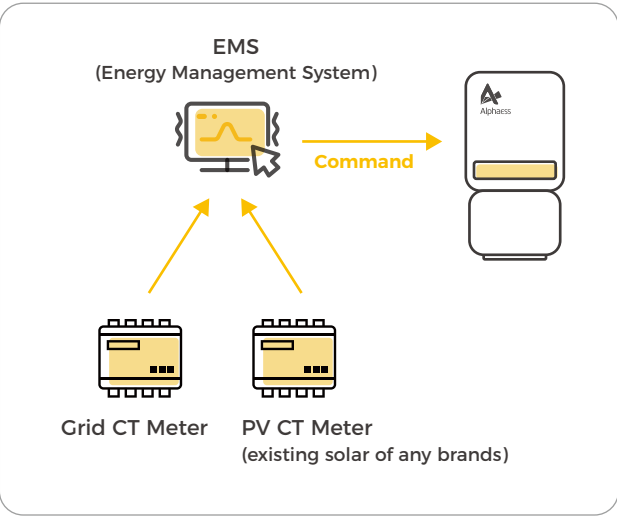 EMS
(Energy Management System)
Alphaess
Command
Grid CT Meter
PV CT Meter
(existing solar of any brands)